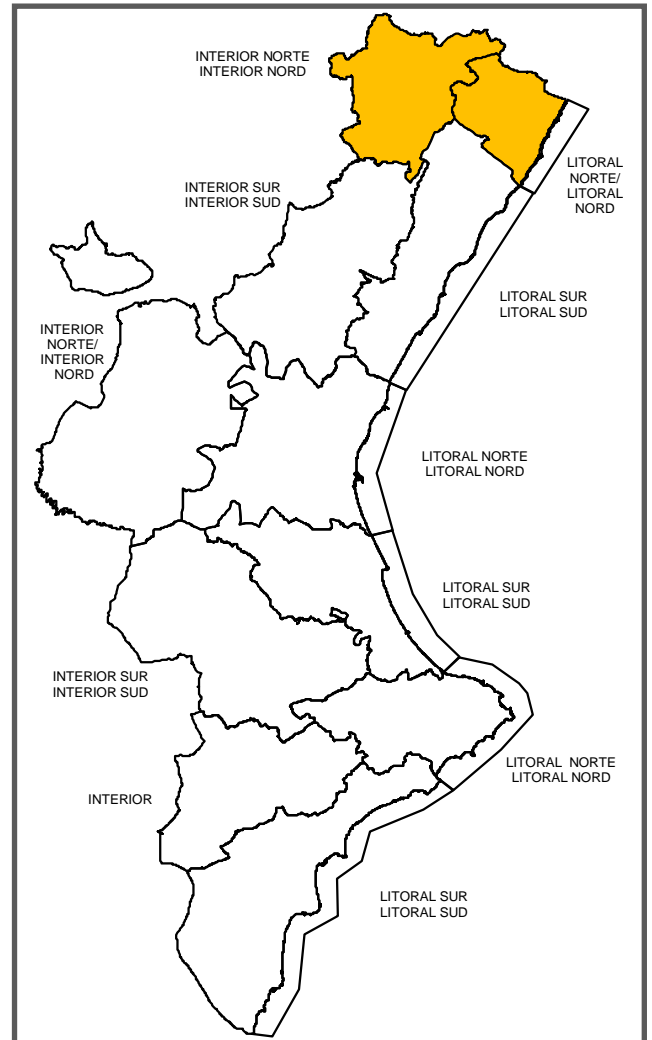 INTERIOR NORTE
INTERIOR NORD
LITORAL
NORTE/
LITORAL
NORD
INTERIOR SUR
INTERIOR SUD
LITORAL SUR
LITORAL SUD
INTERIOR
NORTE/
INTERIOR
NORD
LITORAL NORTE
LITORAL NORD
LITORAL SUR
LITORAL SUD
INTERIOR SUR
INTERIOR SUD
LITORAL NORTE
LITORAL NORD
INTERIOR
LITORAL SUR
LITORAL SUD